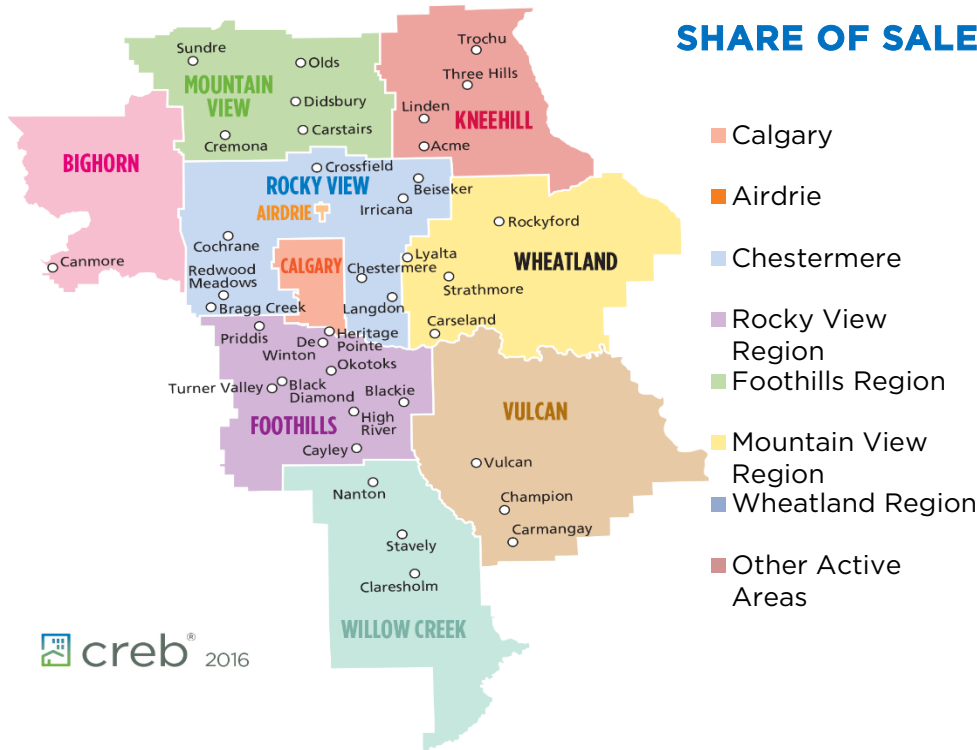 SHARE OF SALE
Sundre
Olds
MOUNTAIN
VIEW
Didsbury
Carstairs
Cremona
Trochu
Three Hills
Linden
KNEEHILL
Acme
BIGHORN
Canmore
Crossfield
ROCKY VIEW
Beiseker
AIRDRIE
Irricana
Cochrane
CALGARY
Chestermere
Redwood
Meadows
Bragg Creek
Langdon
Rockyford
Lyalta
WHEATLAND
Strathmore
Carseland
Priddis
De
Winton
Heritage
Pointe
Okotoks
Turner Valley
Black
Diamond
Blackie
FOOTHILLS
High
River
Cayley
VULCAN
Vulcan
Champion
Carmangay
Nanton
Stavely
Claresholm
WILLOW CREEK
creb® 2016
Calgary
Airdrie
Chestermere
Rocky View
Region
Foothills Region
Mountain View
Region
Wheatland Region
Other Active
Areas